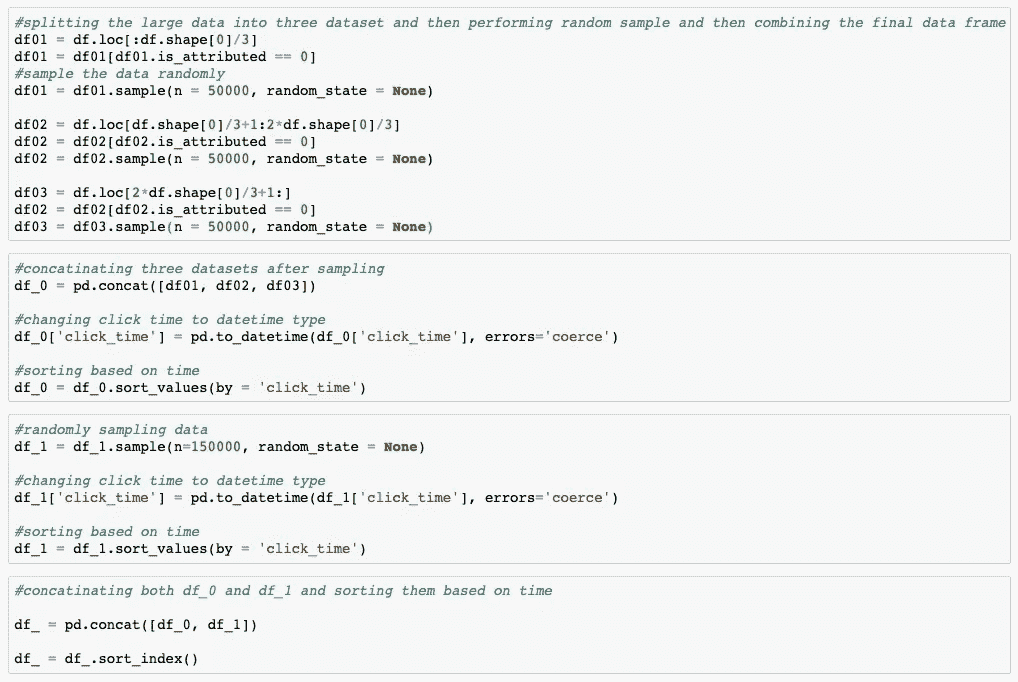 #splitting the large data into three dataset and then performing random sample and then combining the final data frame
df01 = df.loc[:df.shape[0]/3]
df01 = df01[df01.is_attributed == 0]
#sample the data randomly
df01 = df01.sample(n = 50000, random_state = None)
df02 = df.loc[df.shape[0]/3+1:2*df.shape[0]/3]
df02 = df02[df02.is_attributed == 0]
df02 = df02.sample(n = 50000, random_state = None)
df03 = df.loc[2*df.shape[0]/3+1:]
df02 = df02[df02.is_attributed == 0]
df03 = df03.sample(n = 50000, random_state = None)
#concatinating three datasets after sampling
df_0 = pd.concat([df01, df02, df03])
#changing click time to datetime type
df_0['click_time'] = pd.to_datetime(df_0['click_time'], errors='coerce')
#sorting based on time
df_0 = df_0.sort_values(by = 'click_time')
#randomly sampling data
df_1 = df_1.sample(n=150000, random_state = None)
#changing click time to datetime type
df_1['click_time'] = pd.to_datetime(df_1['click_time'], errors='coerce')
#sorting based on time
df_1 = df_1.sort_values(by = 'click_time')
#concatinating both df_0 and df_1 and sorting them based on time
df_ = pd.concat([df_0, df_1])
df_ = df_.sort_index()